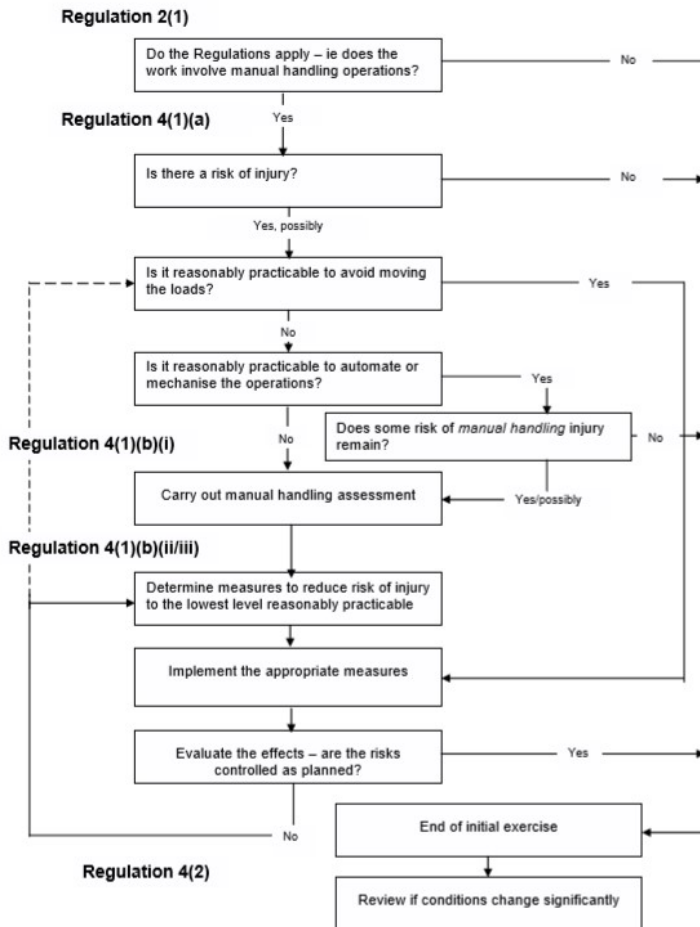 Regulation 2(1)
Do the Regulations apply – ie does the
work involve manual handling operations?
No
Regulation 4(1)(a)
Yes
Is there a risk of injury?
No
Yes, possibly
Is it reasonably practicable to avoid moving
the loads?
Yes
No
Is it reasonably practicable to automate or
mechanise the operations?
Yes
Does some risk of manual handling injury
remain?
No
No
Regulation 4(1)(b)(i)
Carry out manual handling assessment
Yes/possibly
Regulation 4(1)(b)(ii/iii)
Determine measures to reduce risk of injury
to the lowest level reasonably practicable
Implement the appropriate measures
Evaluate the effects – are the risks
controlled as planned?
Yes
No
End of initial exercise
Regulation 4(2)
Review if conditions change significantly